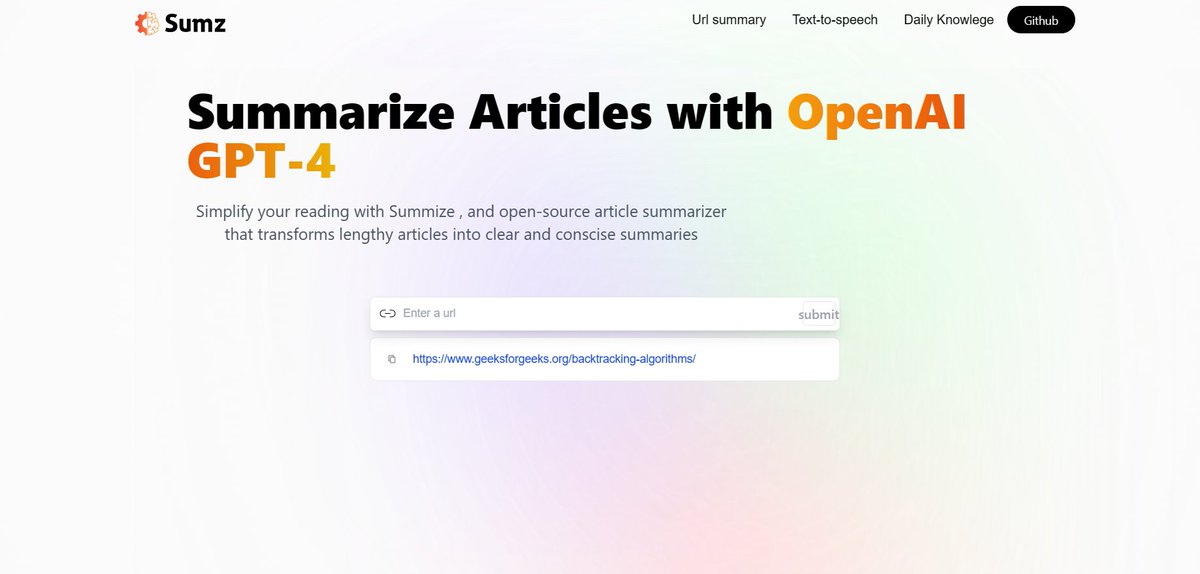 Sumz
Url summary
Text-to-speech
Daily Knowlege
Github
Summarize Articles with OpenAI
GPT-4
Simplify your reading with Summize , and open-source article summarizer
that transforms lengthy articles into clear and conscise summaries
Enter a url
submit
https://www.geeksforgeeks.org/backtracking-algorithms/